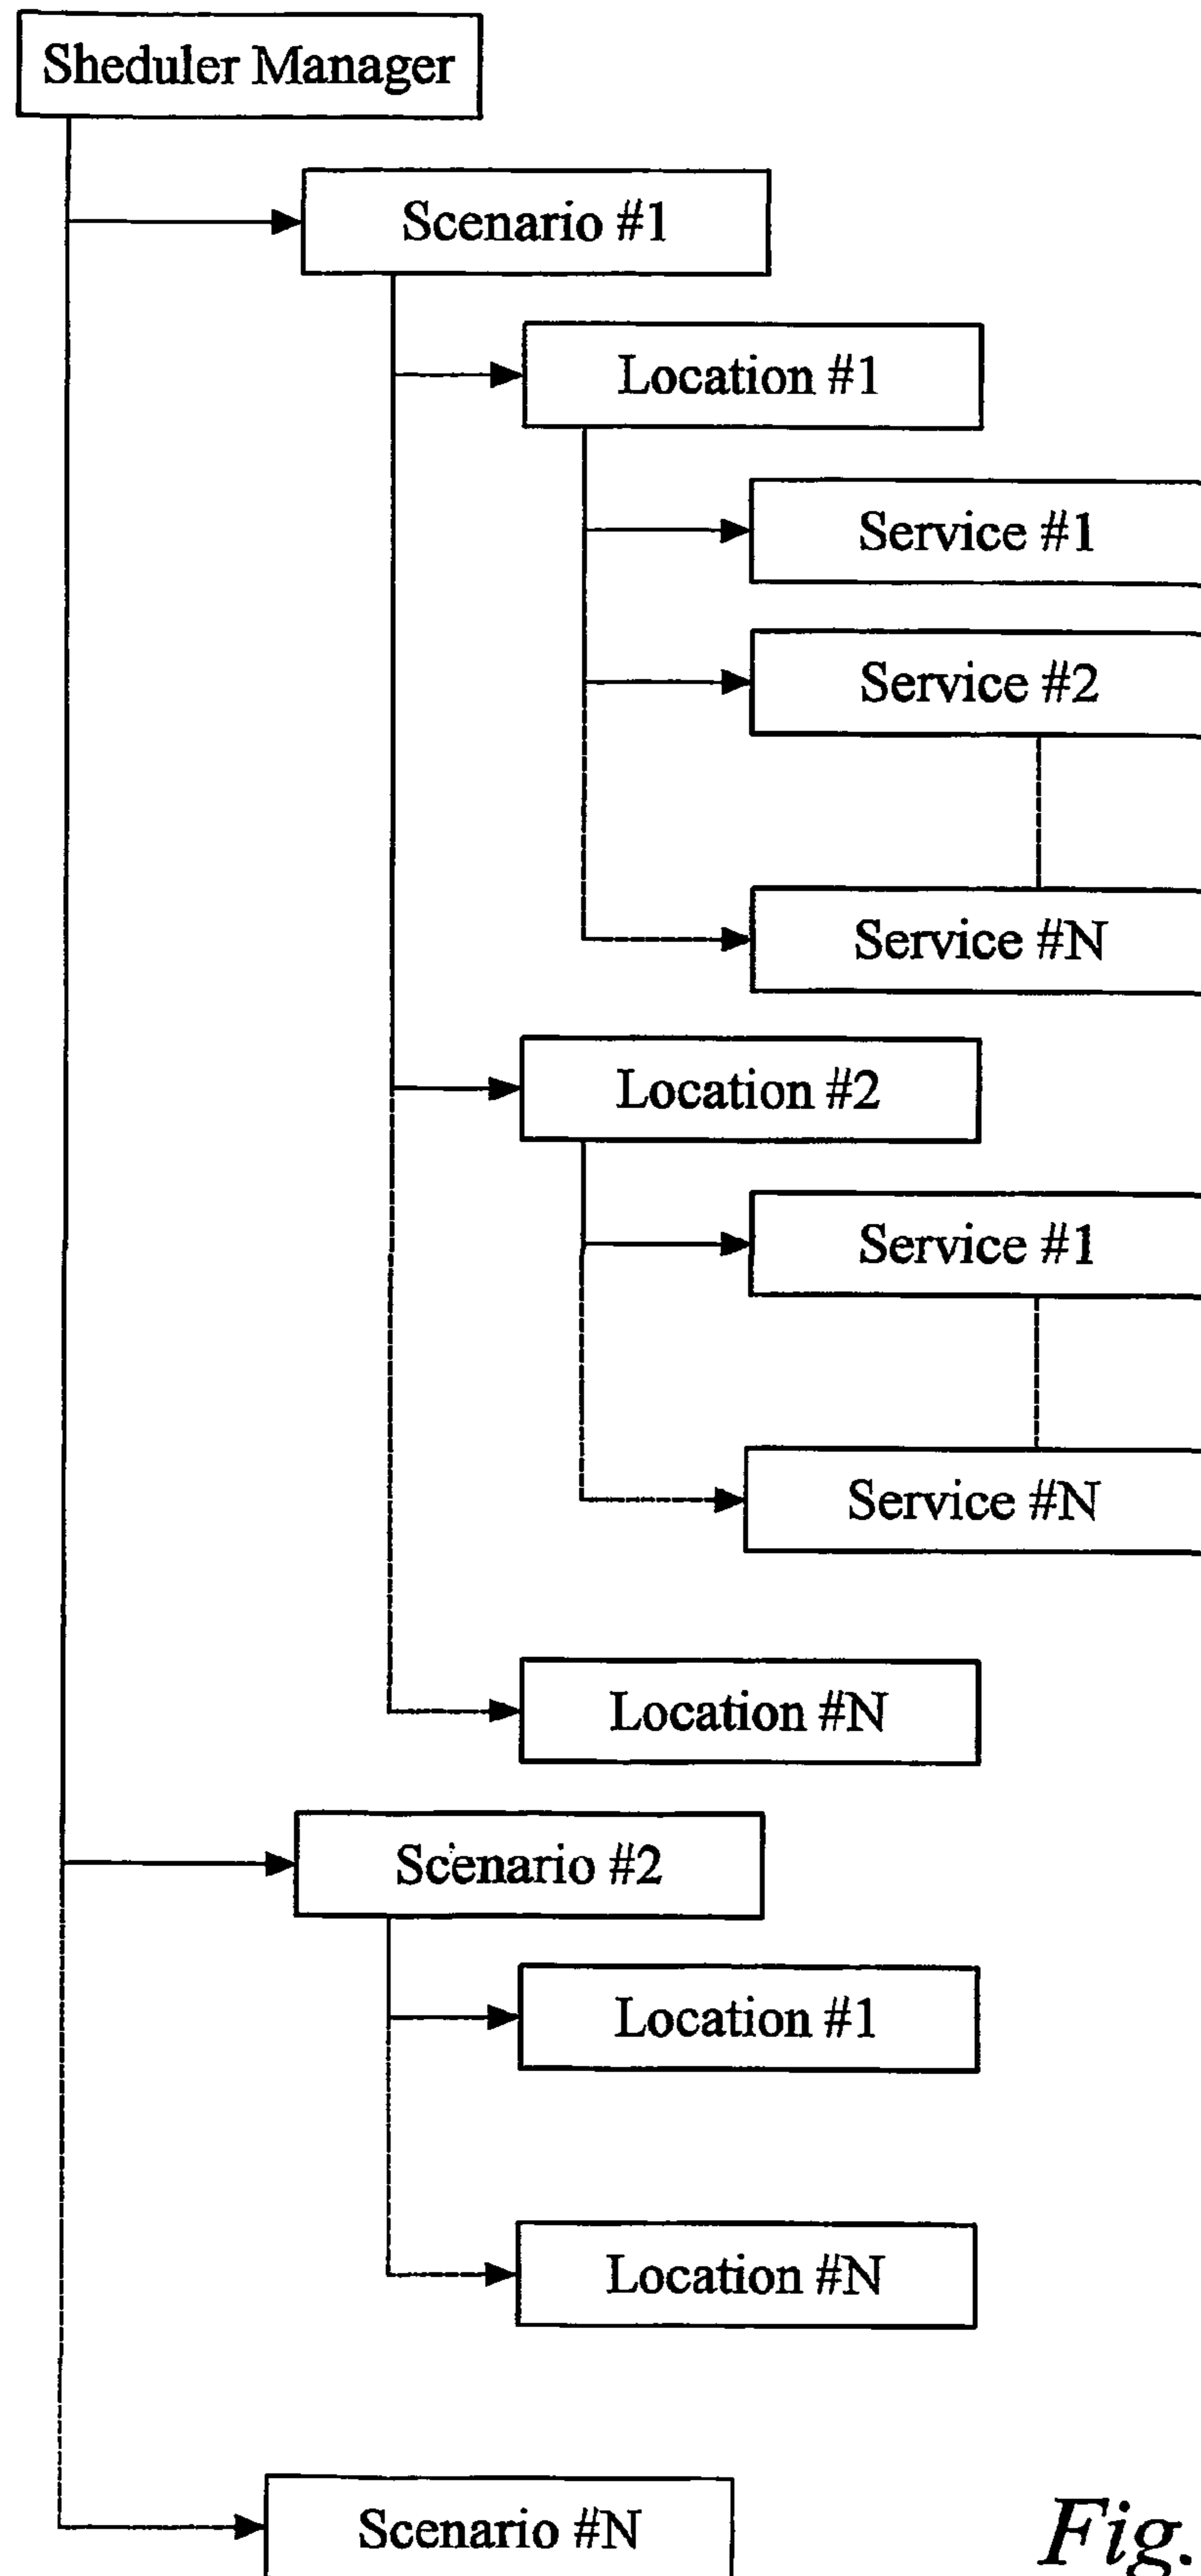 Sheduler Manager
Scenario #1
Location #1
Service #1
Service #2
Service #N
Location #2
Service #1
Service #N
Location #N
Scenario #2
Location #1
Location #N
Scenario #N
Fig.